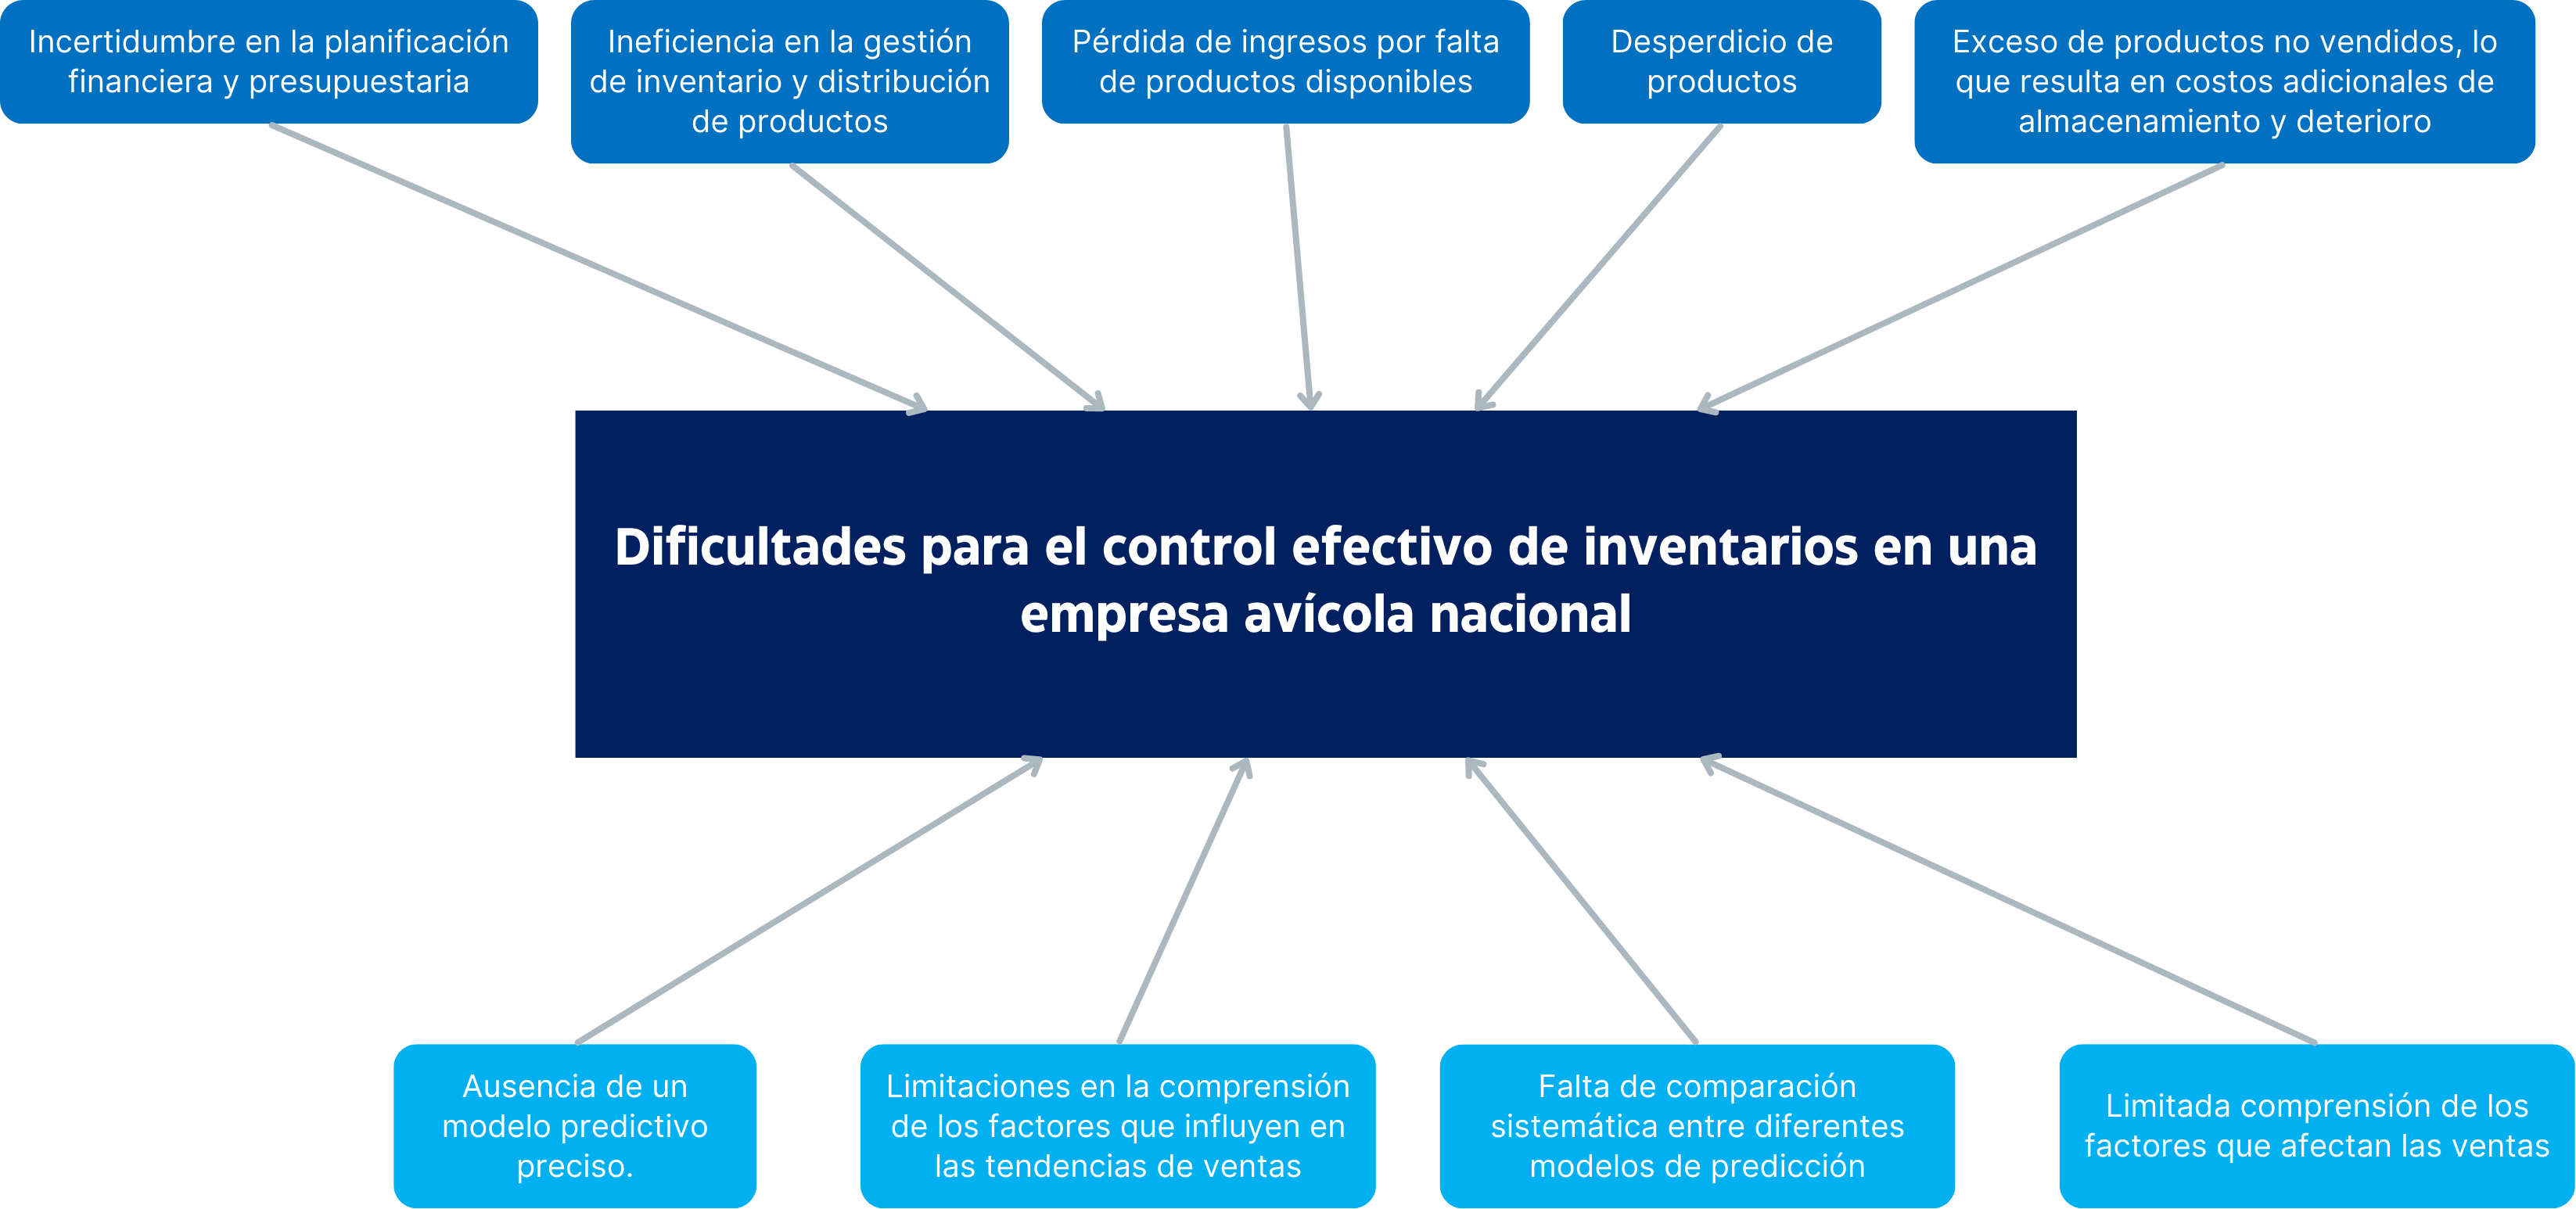 Incertidumbre en la planificación
financiera y presupuestaria
Ineficiencia en la gestión
de inventario y distribución
de productos
Pérdida de ingresos por falta
de productos disponibles
Desperdicio de
productos
Exceso de productos no vendidos, lo
que resulta en costos adicionales de
almacenamiento y deterioro
Dificultades para el control efectivo de inventarios en una
empresa avícola nacional
Ausencia de un
modelo predictivo
preciso.
Limitaciones en la comprensión
de los factores que influyen en
las tendencias de ventas
Falta de comparación
sistemática entre diferentes
modelos de predicción
Limitada comprensión de los
factores que afectan las ventas